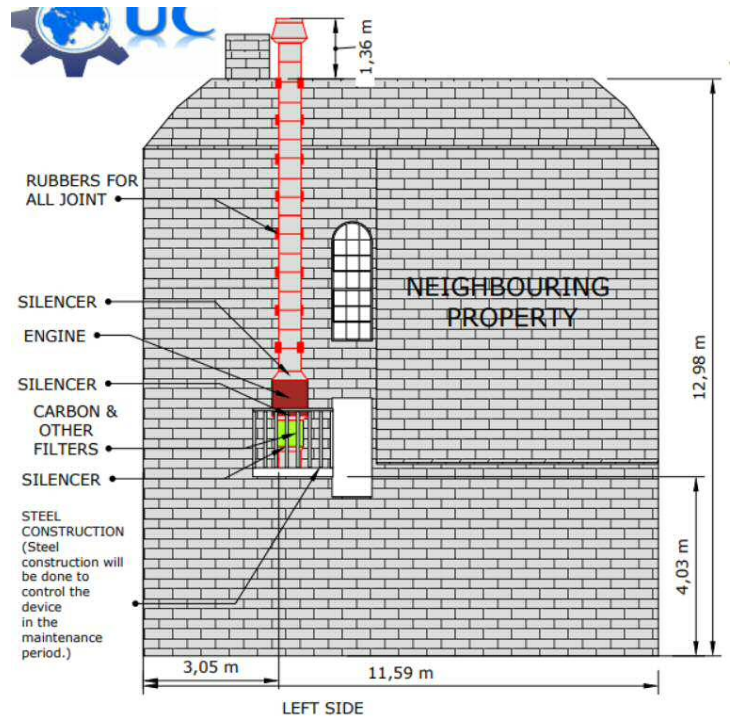 UC
1,36 m
RUBBERS FOR
ALL JOINT
SILENCER
ENGINE
SILENCER
CARBON &
OTHER
FILTERS
SILENCER
STEEL
CONSTRUCTION
(Steel
construction will
be done to
control the
device
in the
maintenance
period.)
NEIGHBOURING
PROPERTY
12,98 m
4,03 m
3,05 m
11,59 m
LEFT SIDE